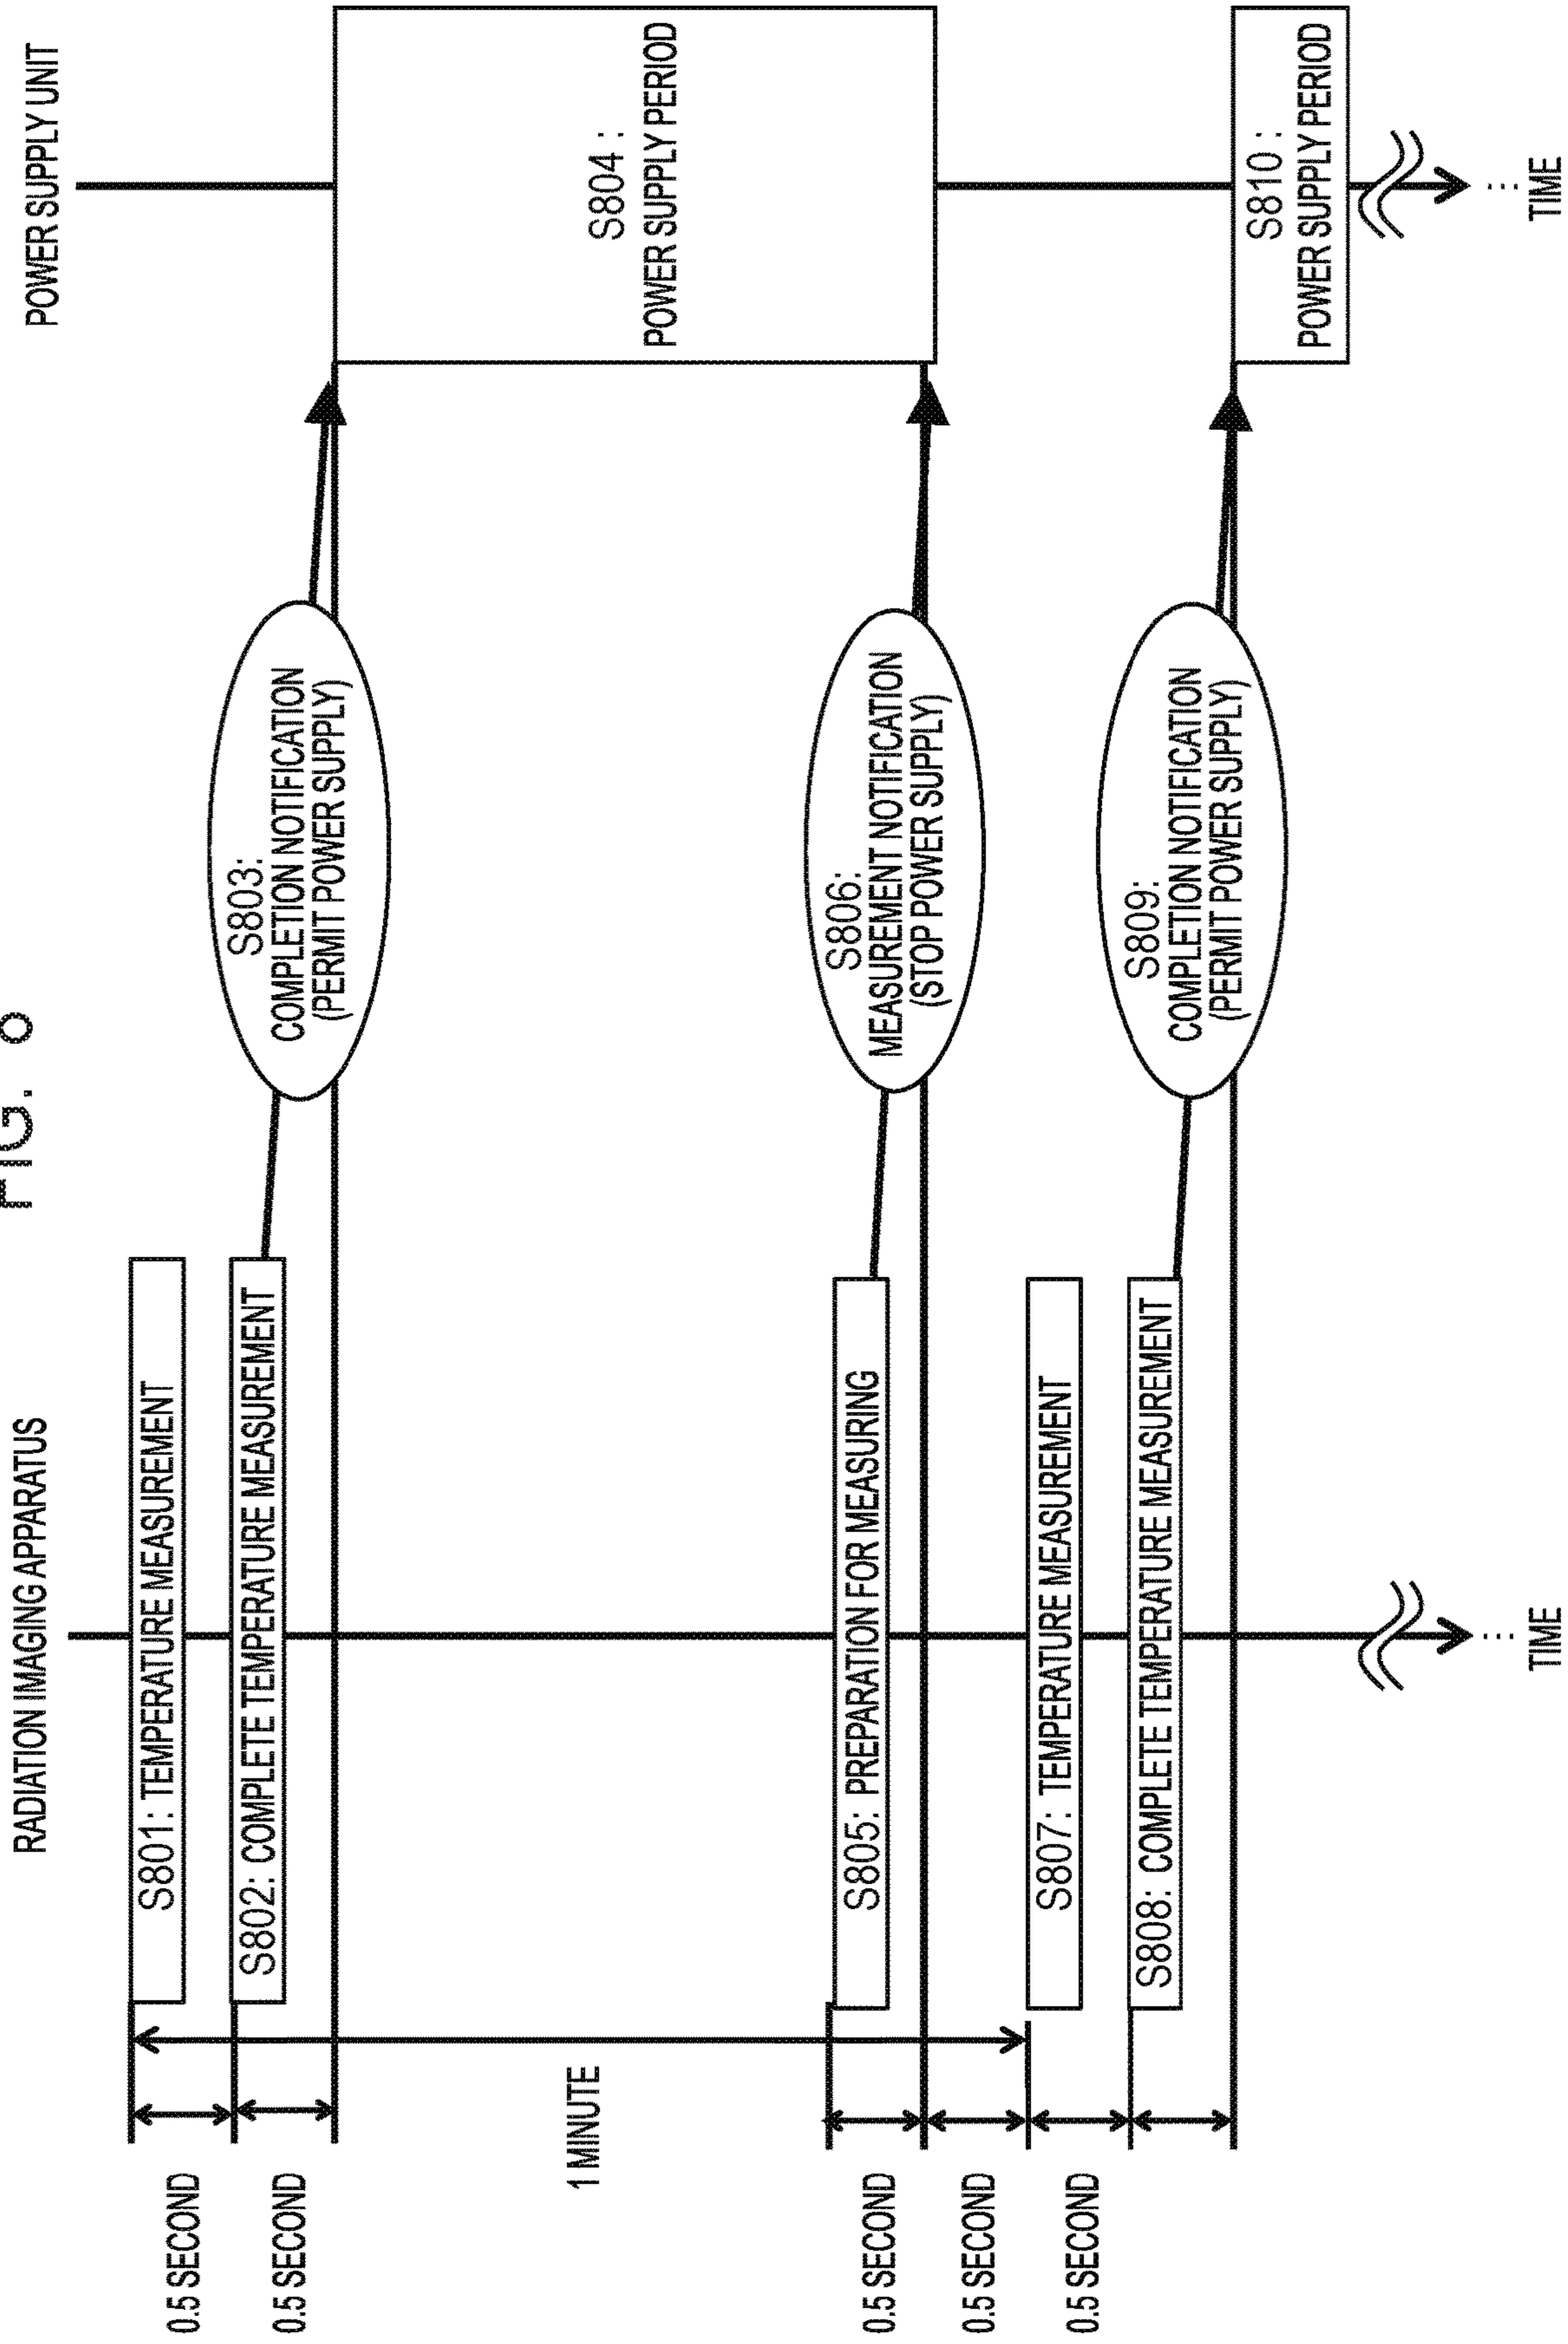 FIG. 8
RADIATION IMAGING APPARATUS
POWER SUPPLY UNIT
0.5 SECOND
S801: TEMPERATURE MEASUREMENT
0.5 SECOND
S802: COMPLETE TEMPERATURE MEASUREMENT
S803:
COMPLETION NOTIFICATION
(PERMIT POWER SUPPLY)
1 MINUTE
S804 :
POWER SUPPLY PERIOD
0.5 SECOND
S805: PREPARATION FOR MEASURING
S806:
MEASUREMENT NOTIFICATION
(STOP POWER SUPPLY)
0.5 SECOND
S807: TEMPERATURE MEASUREMENT
0.5 SECOND
S808: COMPLETE TEMPERATURE MEASUREMENT
S809:
COMPLETION NOTIFICATION
(PERMIT POWER SUPPLY)
S810 :
POWER SUPPLY PERIOD
... TIME
... TIME